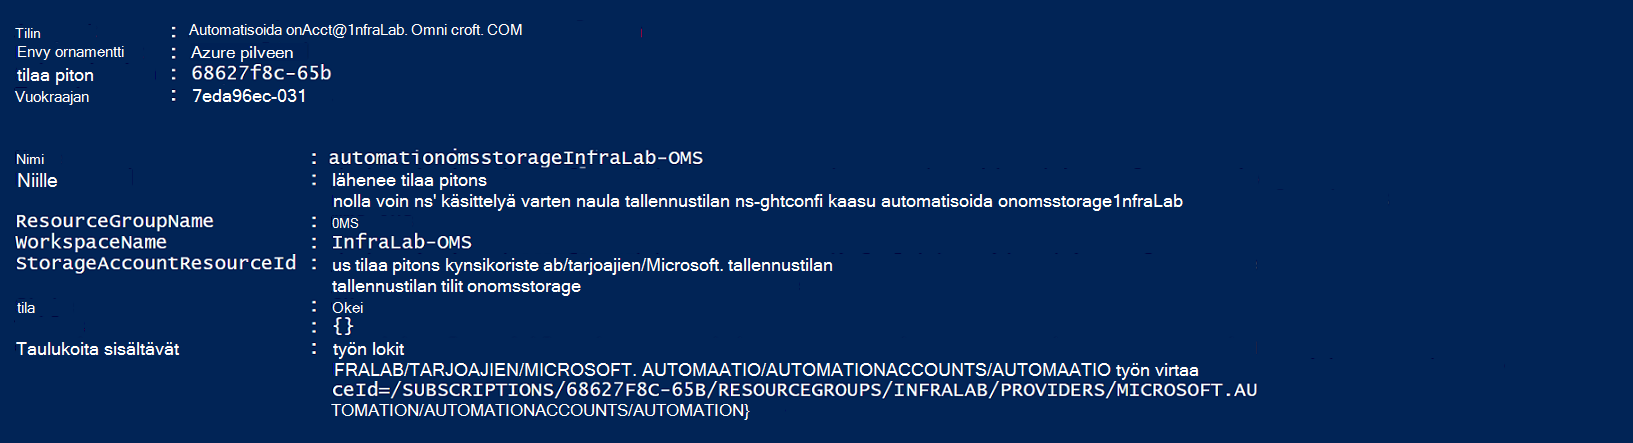 Tilin : Automatisoida onAcct@1nfraLab. Omni croft. COM
Envy ornamentti : Azure pilveen
tilaa piton : 68627f8c-65b
Vuokraajan : 7eda96ec-031
Nimi : automationomsstorageInfraLab-OMS
Niille : lähenee tilaa pitons
nolla voin ns' käsittelyä varten naula tallennustilan ns-ghtconfi kaasu automatisoida onomsstorage1nfraLab
ResourceGroupName : 0MS
WorkspaceName : InfraLab-OMS
StorageAccountResourceId : us tilaa pitons kynsikoriste ab/tarjoajien/Microsoft. tallennustilan
tallennustilan tilit onomsstorage
tila : Okei
: {}
Taulukoita sisältävät : työn lokit
FRALAB/TARJOAJIEN/MICROSOFT. AUTOMAATIO/AUTOMATIONACCOUNTS/AUTOMAATIO työn virtaa
ceId=/SUBSCRIPTIONS/68627F8C-65B/RESOURCEGROUPS/INFRALAB/PROVIDERS/MICROSOFT.AU
TOMATION/AUTOMATIONACCOUNTS/AUTOMATION}